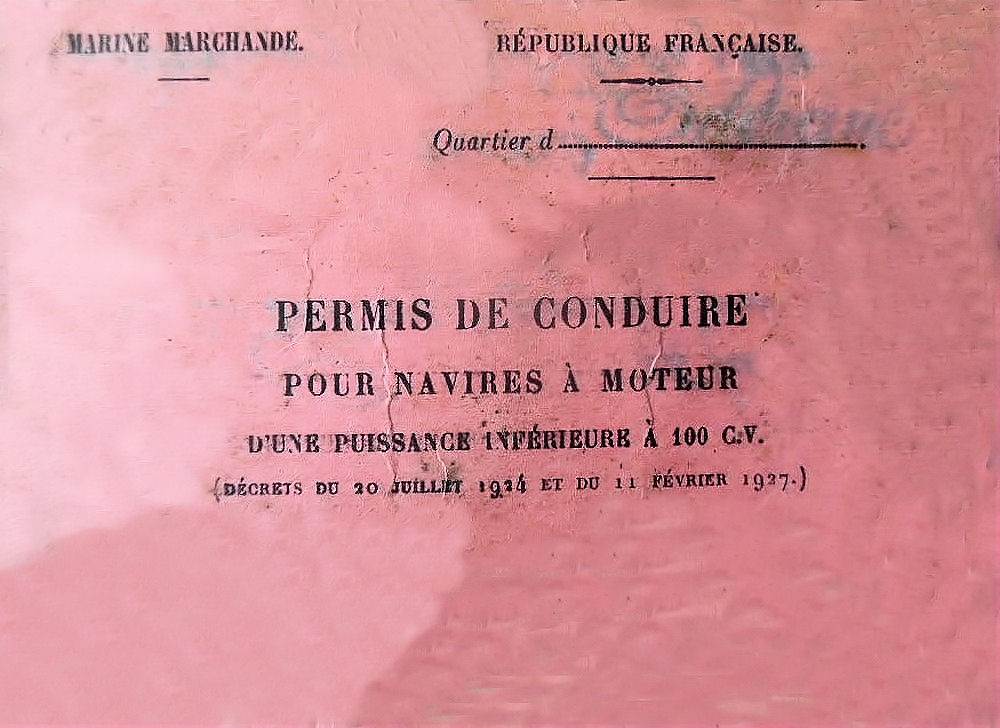 MARINE MARCHANDE.
RÉPUBLIQUE FRANÇAISE.
Quartier d
PERMIS DE CONDUIRE
POUR NAVIRES À MOTEUR
D'UNE PUISSANCE INFÉRIEURE À 100 C.V.
(DÉCRETS DU 20 JUILLET 1924 ET DU 11 FÉVRIER 1927.)